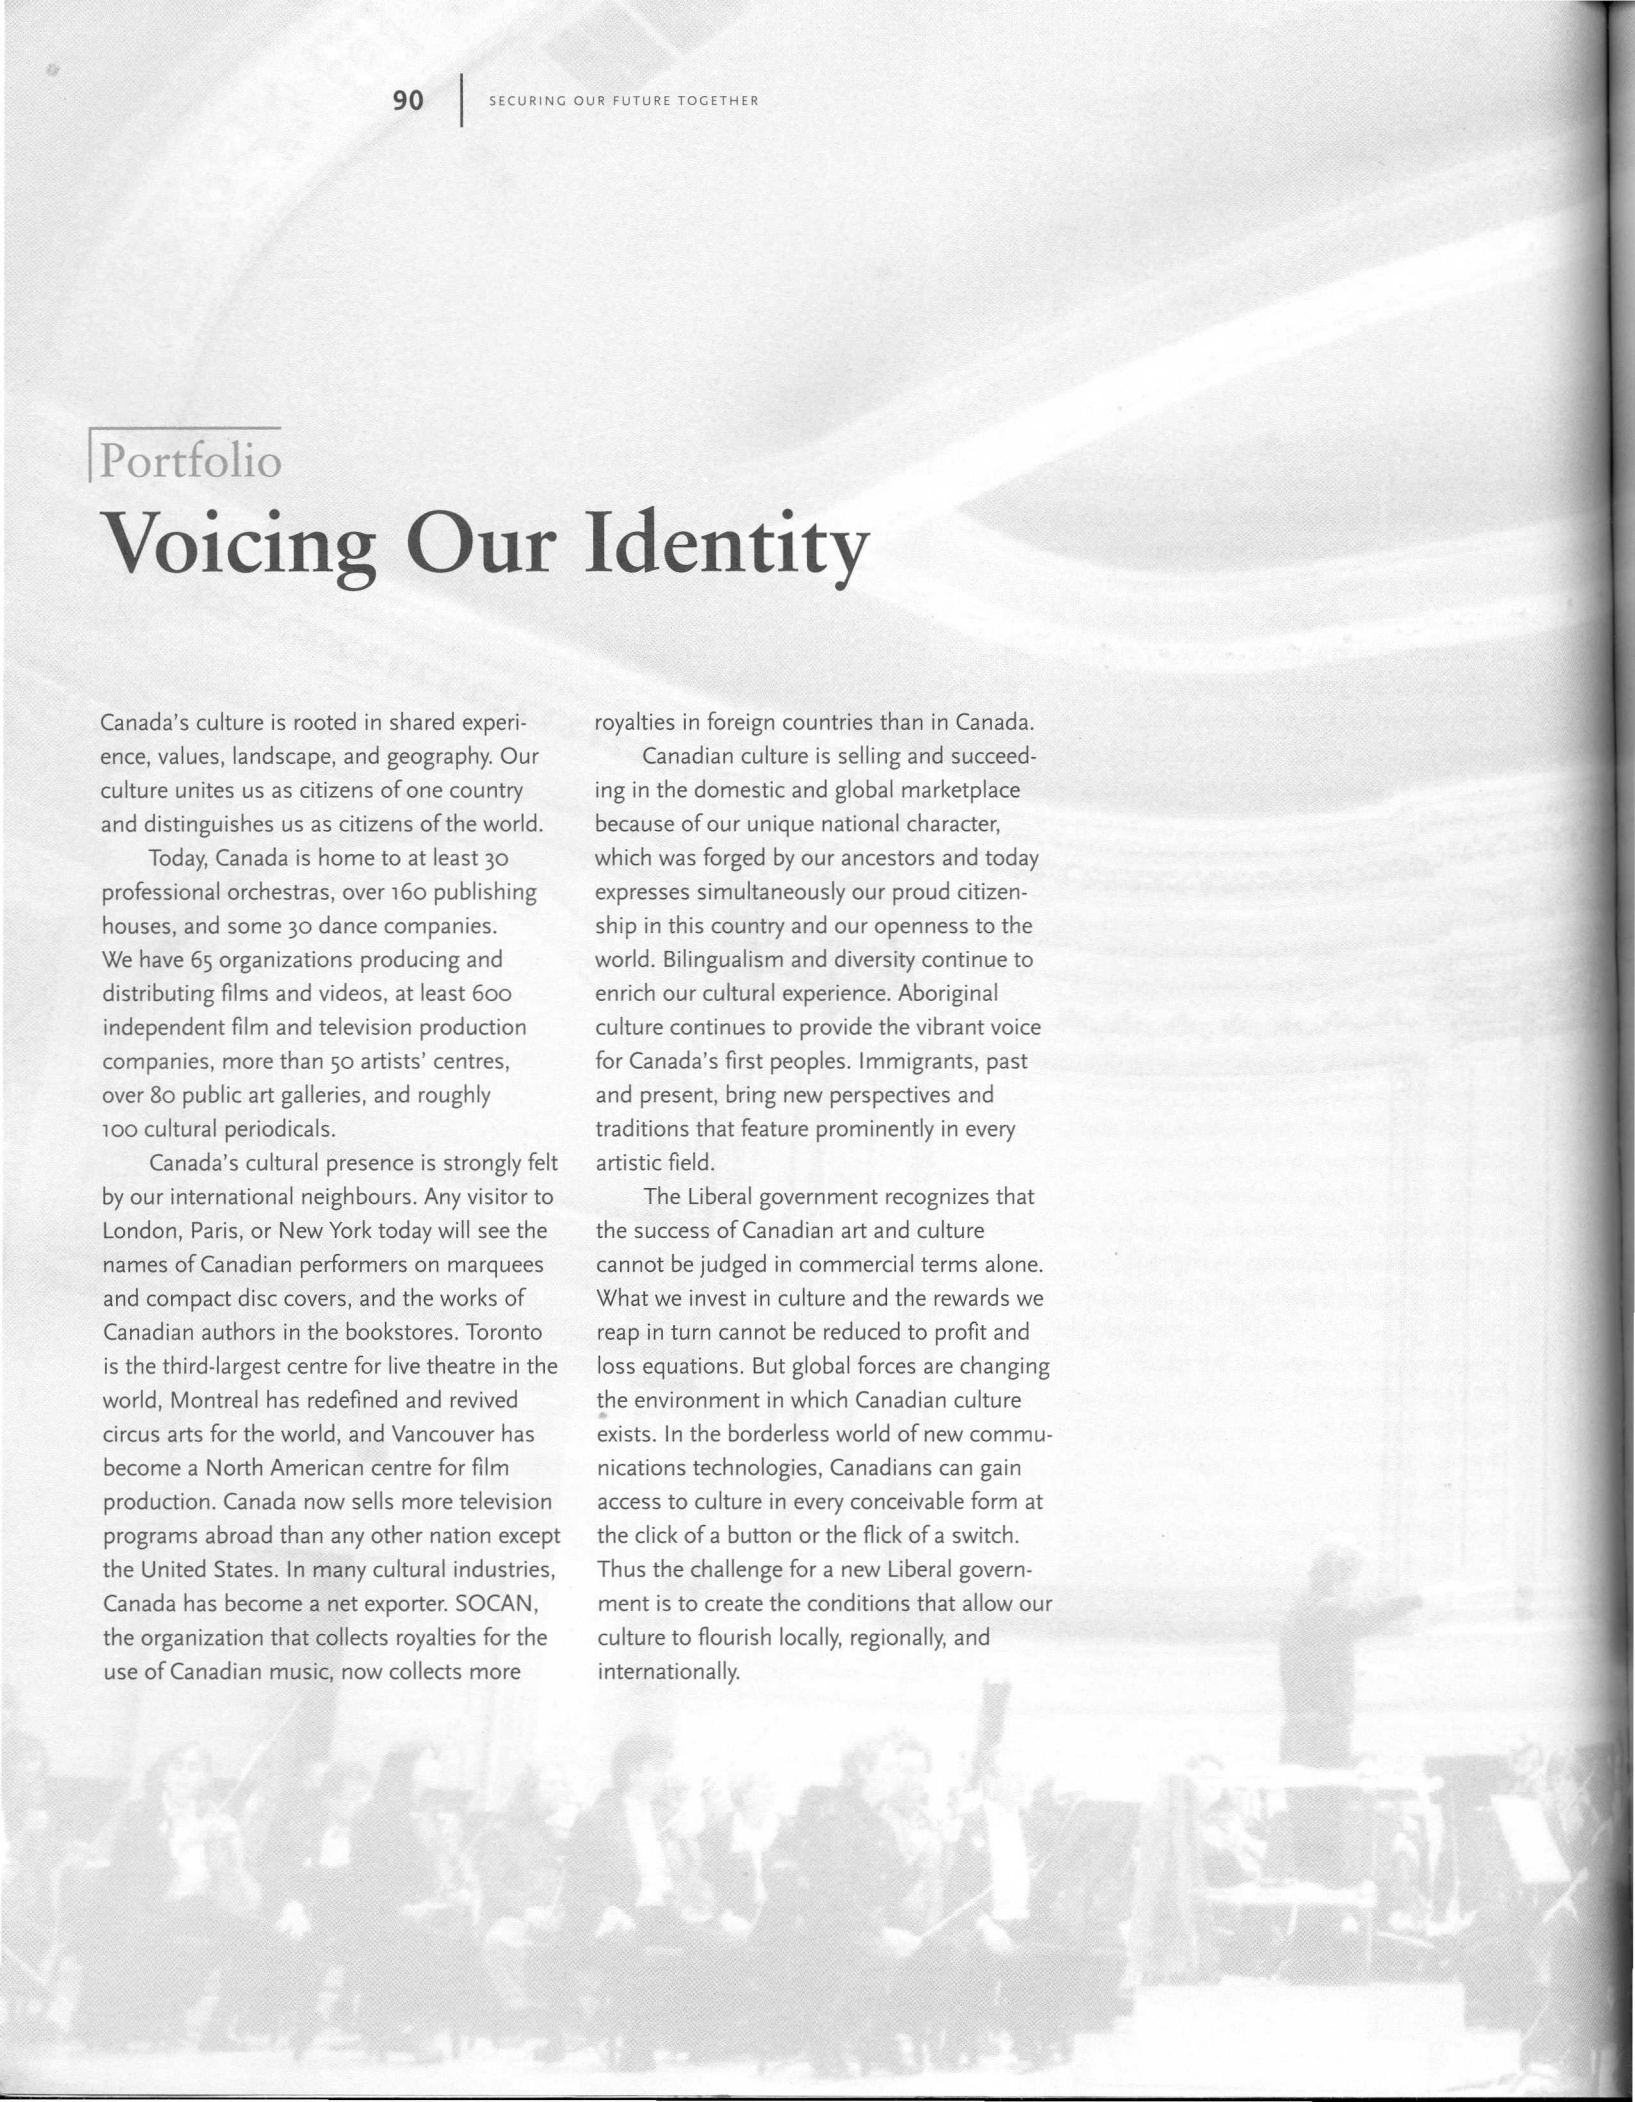 90
SECURING OUR FUTURE TOGETHER
Portfolio
Voicing Our Identity
Canada's culture is rooted in shared experi-
ence, values, landscape, and geography. Our
culture unites us as citizens of one country
and distinguishes us as citizens of the world.
Today, Canada is home to at least 30
professional orchestras, over 160 publishing
houses, and some 30 dance companies.
We have 65 organizations producing and
distributing films and videos, at least 600
independent film and television production
companies, more than 50 artists' centres,
over 80 public art galleries, and roughly
100 cultural periodicals.
Canada's cultural presence is strongly felt
by our international neighbours. Any visitor to
London, Paris, or New York today will see the
names of Canadian performers on marquees
and compact disc covers, and the works of
Canadian authors in the bookstores. Toronto
is the third-largest centre for live theatre in the
world, Montreal has redefined and revived
circus arts for the world, and Vancouver has
become a North American centre for film
production. Canada now sells more television
programs abroad than any other nation except
the United States. In many cultural industries,
Canada has become a net exporter. SOCAN,
the organization that collects royalties for the
use of Canadian music, now collects more
royalties in foreign countries than in Canada.
Canadian culture is selling and succeed-
ing in the domestic and global marketplace
because of our unique national character,
which was forged by our ancestors and today
expresses simultaneously our proud citizen-
ship in this country and our openness to the
world. Bilingualism and diversity continue to
enrich our cultural experience. Aboriginal
culture continues to provide the vibrant voice
for Canada's first peoples. Immigrants, past
and present, bring new perspectives and
traditions that feature prominently in every
artistic field.
The Liberal government recognizes that
the success of Canadian art and culture
cannot be judged in commercial terms alone.
What we invest in culture and the rewards we
reap in turn cannot be reduced to profit and
loss equations. But global forces are changing
the environment in which Canadian culture
exists. In the borderless world of new commu-
nications technologies, Canadians can gain
access to culture in every conceivable form at
the click of a button or the flick of a switch.
Thus the challenge for a new Liberal govern-
ment is to create the conditions that allow our
culture to flourish locally, regionally, and
internationally.